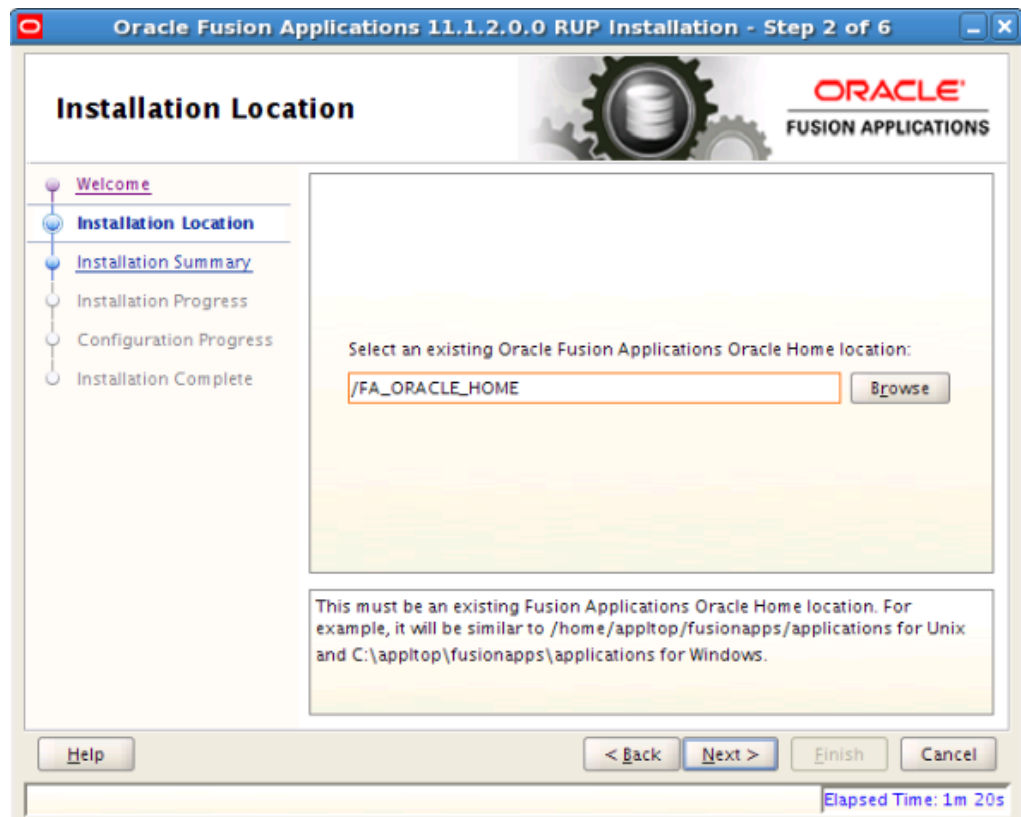 Oracle Fusion Applications 11.1.2.0.0 RUP Installation - Step 2 of 6
Installation Location
ORACLE'
FUSION APPLICATIONS
Welcome
Installation Location
Installation Summary
Installation Progress
Configuration Progress
Installation Complete
Select an existing Oracle Fusion Applications Oracle Home location:
/FA_ORACLE_HOME
Browse
This must be an existing Fusion Applications Oracle Home location. For
example, it will be similar to /home/appltop/fusionapps/applications for Unix
and C:\appltop\fusionapps\applications for Windows.
Help
< Back
Next >
Finish
Cancel
Elapsed Time: 1m 20s